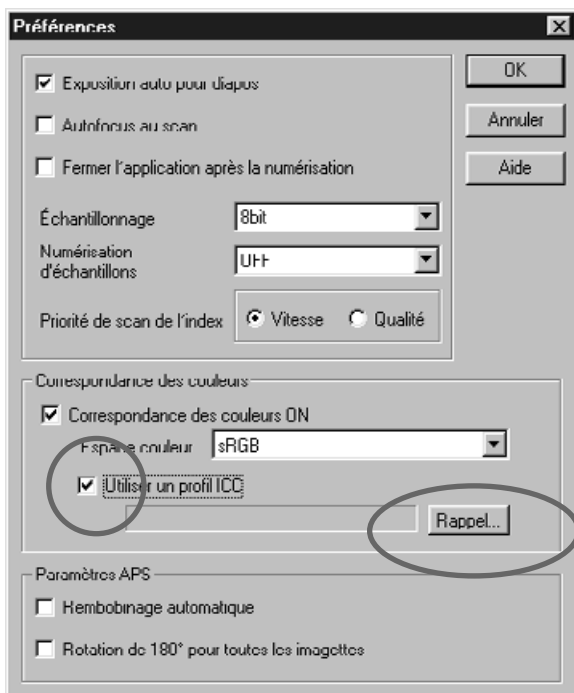 Préférences
Exposition auto pour diapos
OK
Autofocus au scan
Annuler
Fermer l'application après la numérisation
Aide
Échantillonnage 8bit
Numérisation
d'échantillons OFF
Priorité de scan de l'index Vitesse Qualité
Correspondance des couleurs
Correspondance des couleurs ON
Espace couleur sRGB
Utiliser un profil ICC
Rappel...
Paramètres APS
Rembobinage automatique
Rotation de 180° pour toutes les imagettes